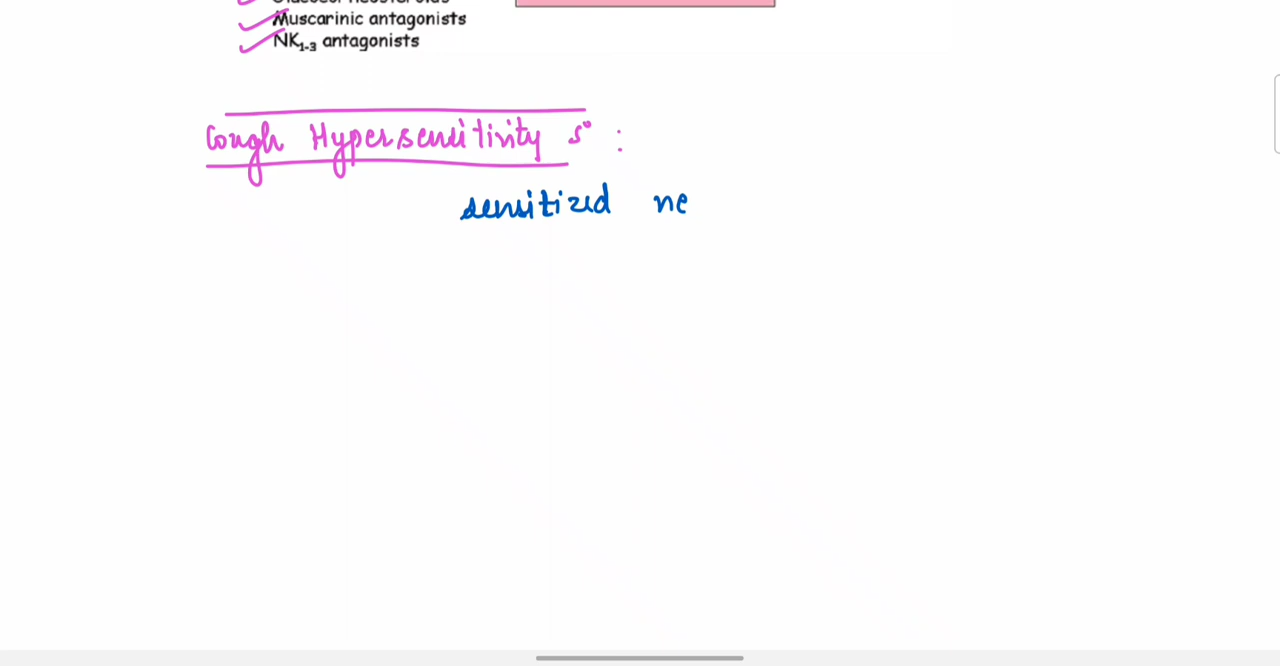 Muscarinic antagonists
NK1-3 antagonists
Cough Hypersensitivity S° :
sensitized ne